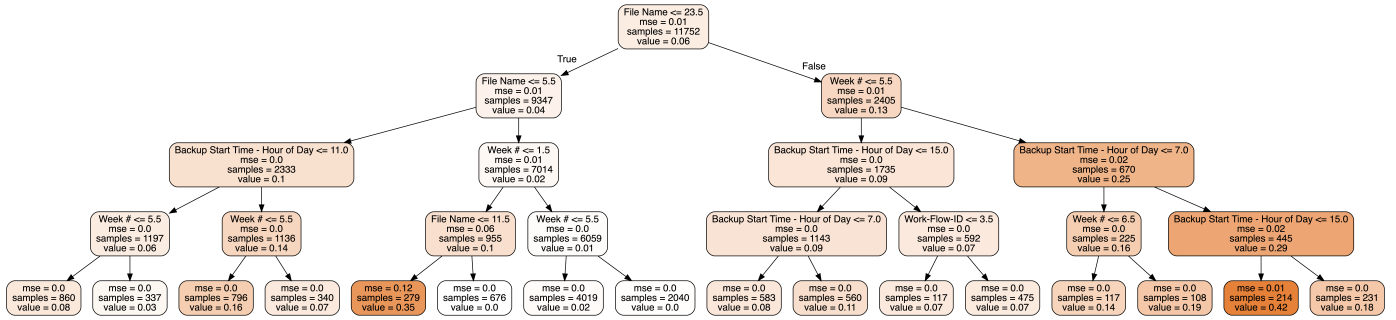 File Name <= 23.5
mse = 0.01
samples = 11752
value = 0.06
True
False
File Name <= 5.5
mse = 0.01
samples = 9347
value = 0.04
Week # <= 5.5
mse = 0.01
samples = 2405
value = 0.13
Backup Start Time - Hour of Day <= 11.0
mse = 0.0
samples = 2333
value = 0.1
Week # <= 1.5
mse = 0.01
samples = 7014
value = 0.02
Backup Start Time - Hour of Day <= 15.0
mse = 0.0
samples = 1735
value = 0.09
Backup Start Time - Hour of Day <= 7.0
mse = 0.02
samples = 670
value = 0.25
Week # <= 5.5
mse = 0.0
samples = 1197
value = 0.06
Week # <= 5.5
mse = 0.0
samples = 1136
value = 0.14
File Name <= 11.5
mse = 0.06
samples = 955
value = 0.1
Week # <= 5.5
mse = 0.0
samples = 6059
value = 0.01
Backup Start Time - Hour of Day <= 7.0
mse = 0.0
samples = 1143
value = 0.09
Work-Flow-ID <= 3.5
mse = 0.0
samples = 592
value = 0.07
Week # <= 6.5
mse = 0.0
samples = 225
value = 0.16
Backup Start Time - Hour of Day <= 15.0
mse = 0.02
samples = 445
value = 0.29
mse = 0.0
samples = 860
value = 0.08
mse = 0.0
samples = 337
value = 0.03
mse = 0.0
samples = 796
value = 0.16
mse = 0.0
samples = 340
value = 0.07
mse = 0.12
samples = 279
value = 0.35
mse = 0.0
samples = 676
value = 0.0
mse = 0.0
samples = 4019
value = 0.02
mse = 0.0
samples = 2040
value = 0.0
mse = 0.0
samples = 583
value = 0.08
mse = 0.0
samples = 560
value = 0.11
mse = 0.0
samples = 117
value = 0.07
mse = 0.0
samples = 475
value = 0.07
mse = 0.0
samples = 117
value = 0.14
mse = 0.0
samples = 108
value = 0.19
mse = 0.01
samples = 214
value = 0.42
mse = 0.0
samples = 231
value = 0.18